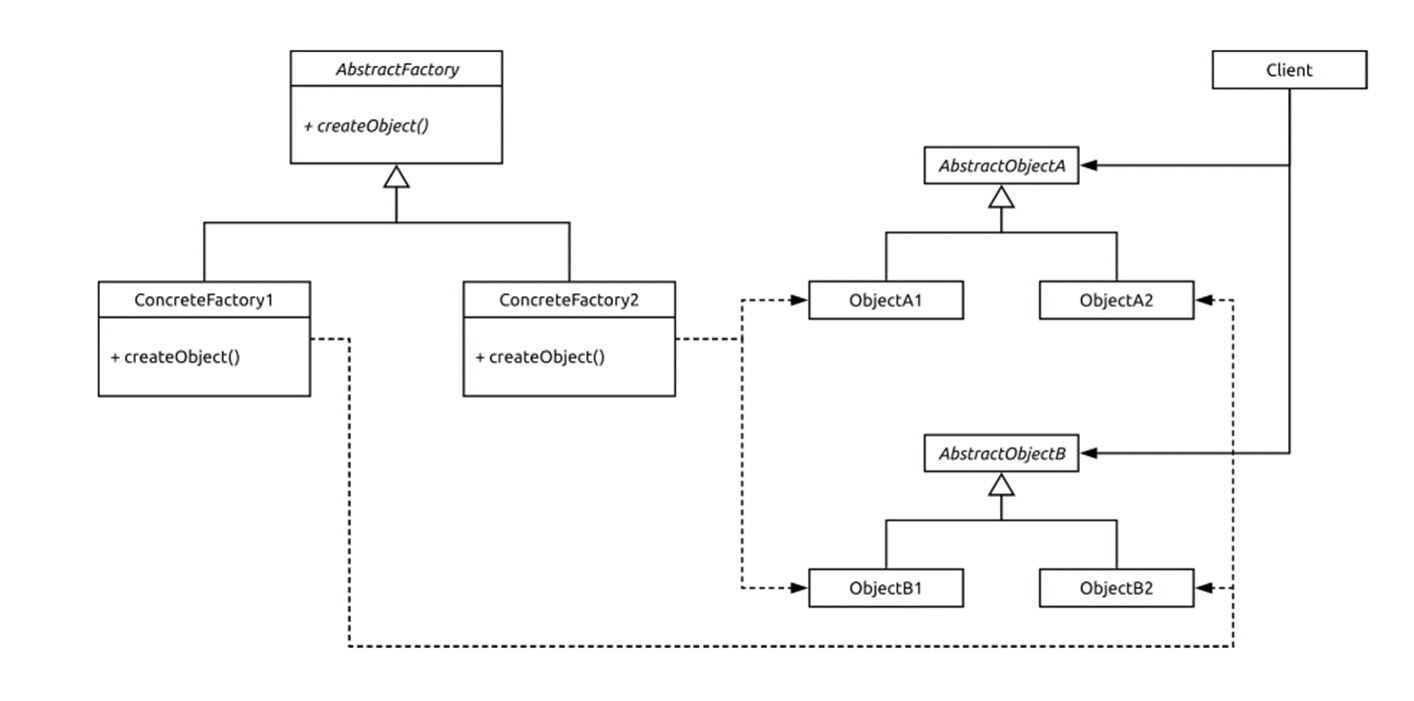 AbstractFactory
+ createObject()
Client
AbstractObjectA
ConcreteFactory1
+ createObject()
ConcreteFactory2
+ createObject()
ObjectA1
ObjectA2
AbstractObjectB
ObjectB1
ObjectB2